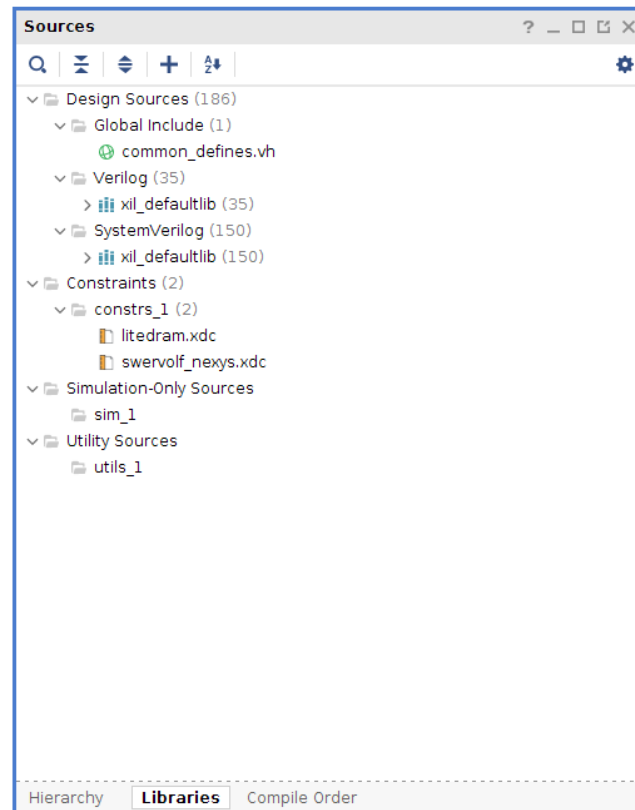 Sources
Design Sources (186)
Global Include (1)
common_defines.vh
Verilog (35)
xil_defaultlib (35)
SystemVerilog (150)
xil_defaultlib (150)
Constraints (2)
constrs_1 (2)
litedram.xdc
swervolf_nexys.xdc
Simulation-Only Sources
sim_1
Utility Sources
utils_1
Hierarchy Libraries Compile Order